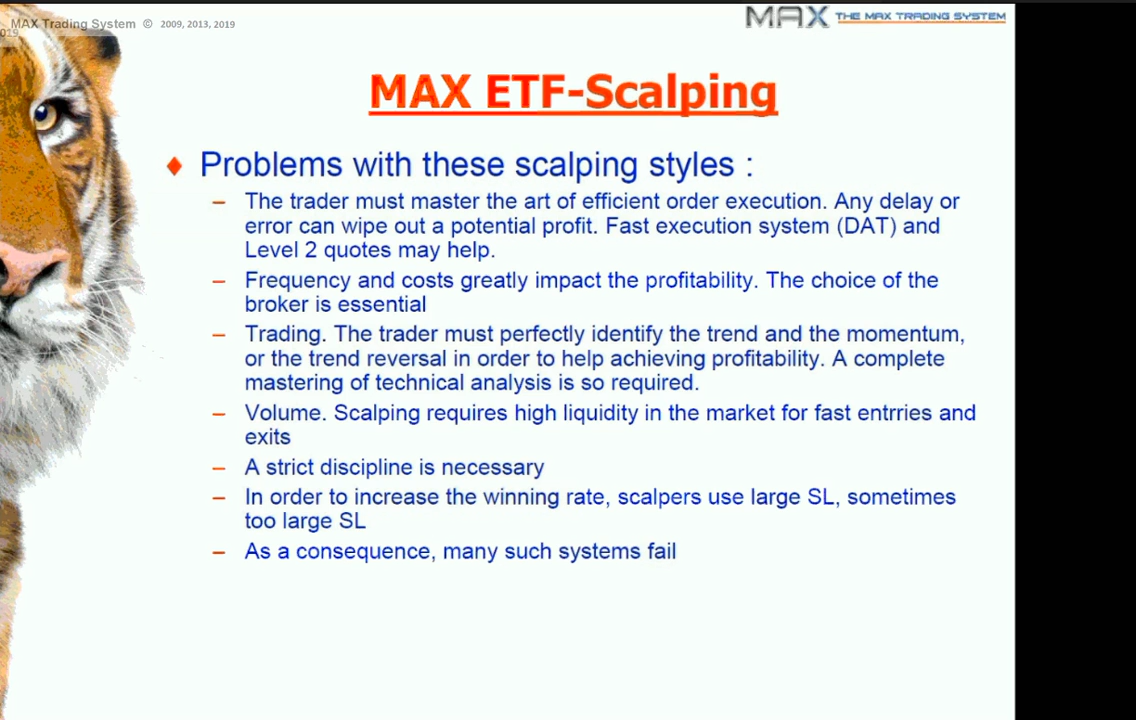 MAX Trading System © 2009, 2013, 2019
019
MAX THE MAX TRADING SYSTEM
MAX ETF-Scalping
♦ Problems with these scalping styles :
– The trader must master the art of efficient order execution. Any delay or
error can wipe out a potential profit. Fast execution system (DAT) and
Level 2 quotes may help.
– Frequency and costs greatly impact the profitability. The choice of the
broker is essential
– Trading. The trader must perfectly identify the trend and the momentum,
or the trend reversal in order to help achieving profitability. A complete
mastering of technical analysis is so required.
– Volume. Scalping requires high liquidity in the market for fast entrries and
exits
– A strict discipline is necessary
– In order to increase the winning rate, scalpers use large SL, sometimes
too large SL
– As a consequence, many such systems fail